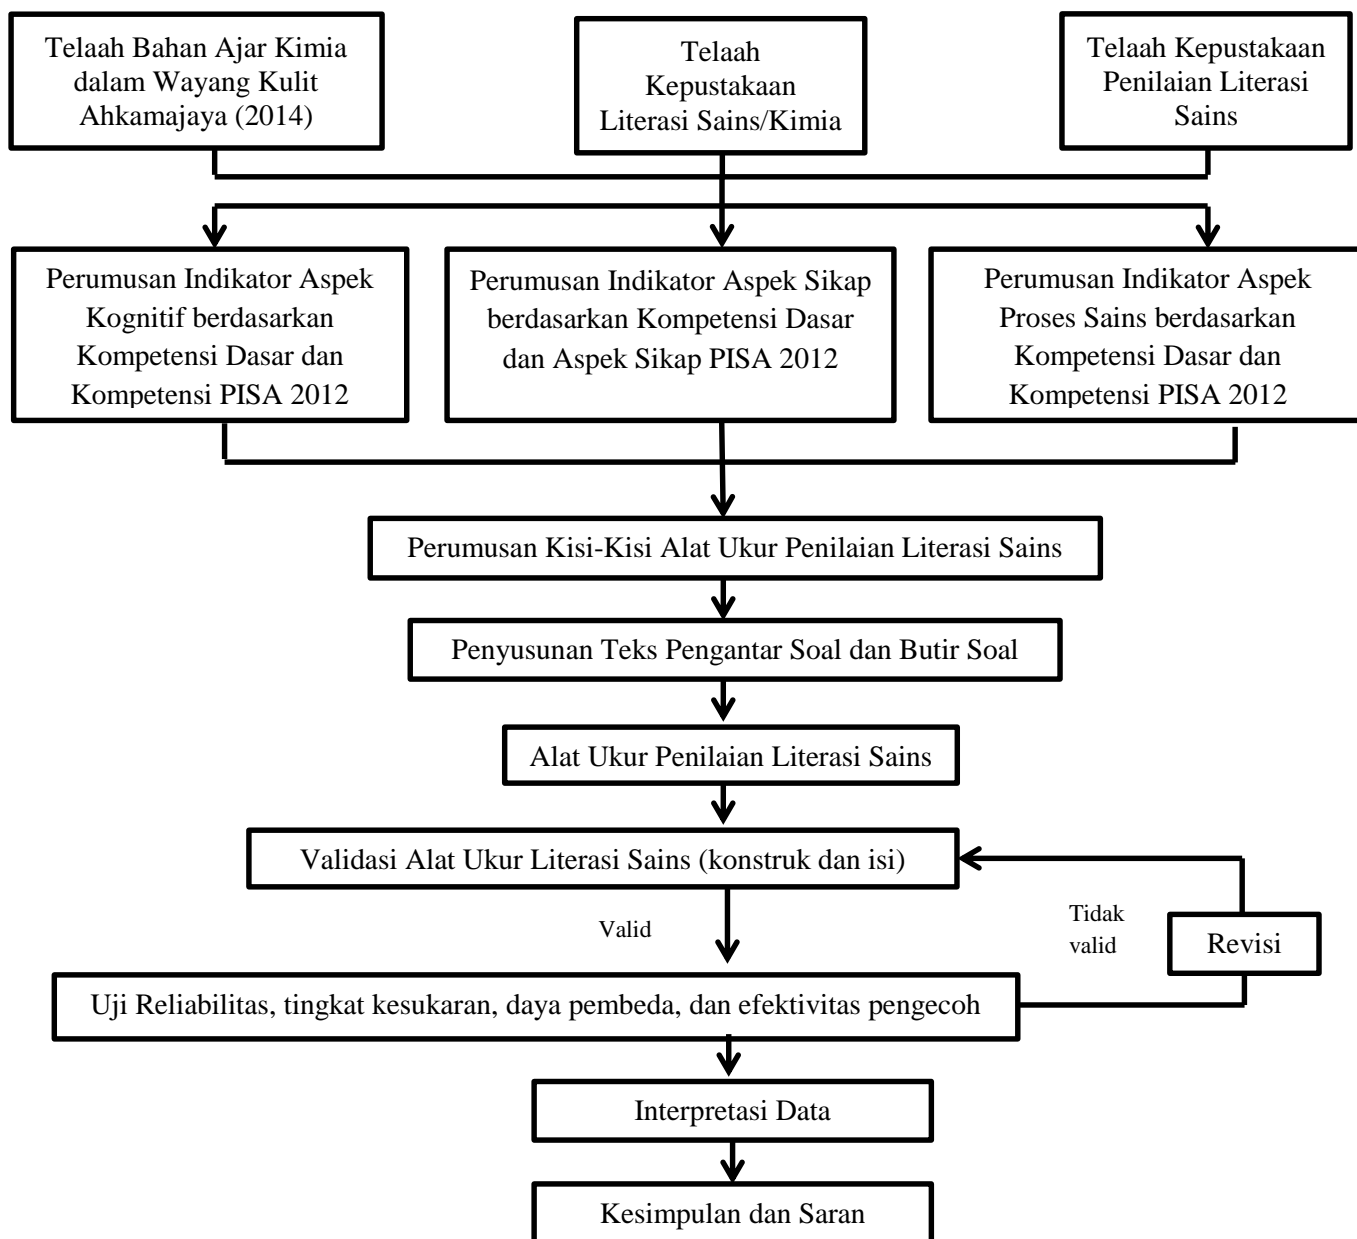 Telaah Bahan Ajar Kimia
dalam Wayang Kulit
Ahkamajaya (2014)
Telaah
Kepustakaan
Literasi Sains/Kimia
Telaah Kepustakaan
Penilaian Literasi
Sains
Perumusan Indikator Aspek
Kognitif berdasarkan
Kompetensi Dasar dan
Kompetensi PISA 2012
Perumusan Indikator Aspek Sikap
berdasarkan Kompetensi Dasar
dan Aspek Sikap PISA 2012
Perumusan Indikator Aspek
Proses Sains berdasarkan
Kompetensi Dasar dan
Kompetensi PISA 2012
Perumusan Kisi-Kisi Alat Ukur Penilaian Literasi Sains
Penyusunan Teks Pengantar Soal dan Butir Soal
Alat Ukur Penilaian Literasi Sains
Validasi Alat Ukur Literasi Sains (konstruk dan isi)
Valid
Tidak
valid
Revisi
Uji Reliabilitas, tingkat kesukaran, daya pembeda, dan efektivitas pengecoh
Interpretasi Data
Kesimpulan dan Saran